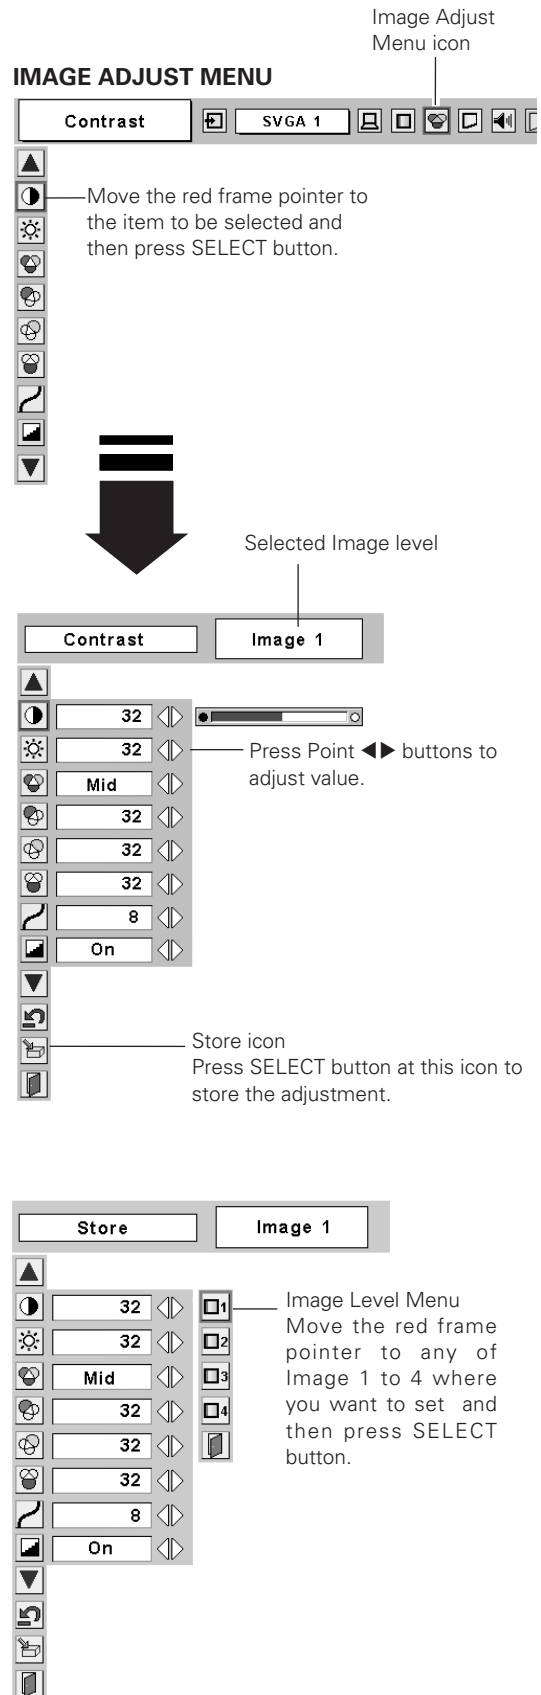 Image Adjust
Menu icon
IMAGE ADJUST MENU
Contrast
SVGA 1
Move the red frame pointer to
the item to be selected and
then press SELECT button.
Selected Image level
Contrast
Image 1
32
32
Press Point ◀▶ buttons to
adjust value.
Mid
32
32
32
8
On
Store icon
Press SELECT button at this icon to
store the adjustment.
Store
Image 1
32
1
Image Level Menu
Move the red frame
pointer to any of
Image 1 to 4 where
you want to set and
then press SELECT
button.
32
2
Mid
3
32
4
32
32
8
On